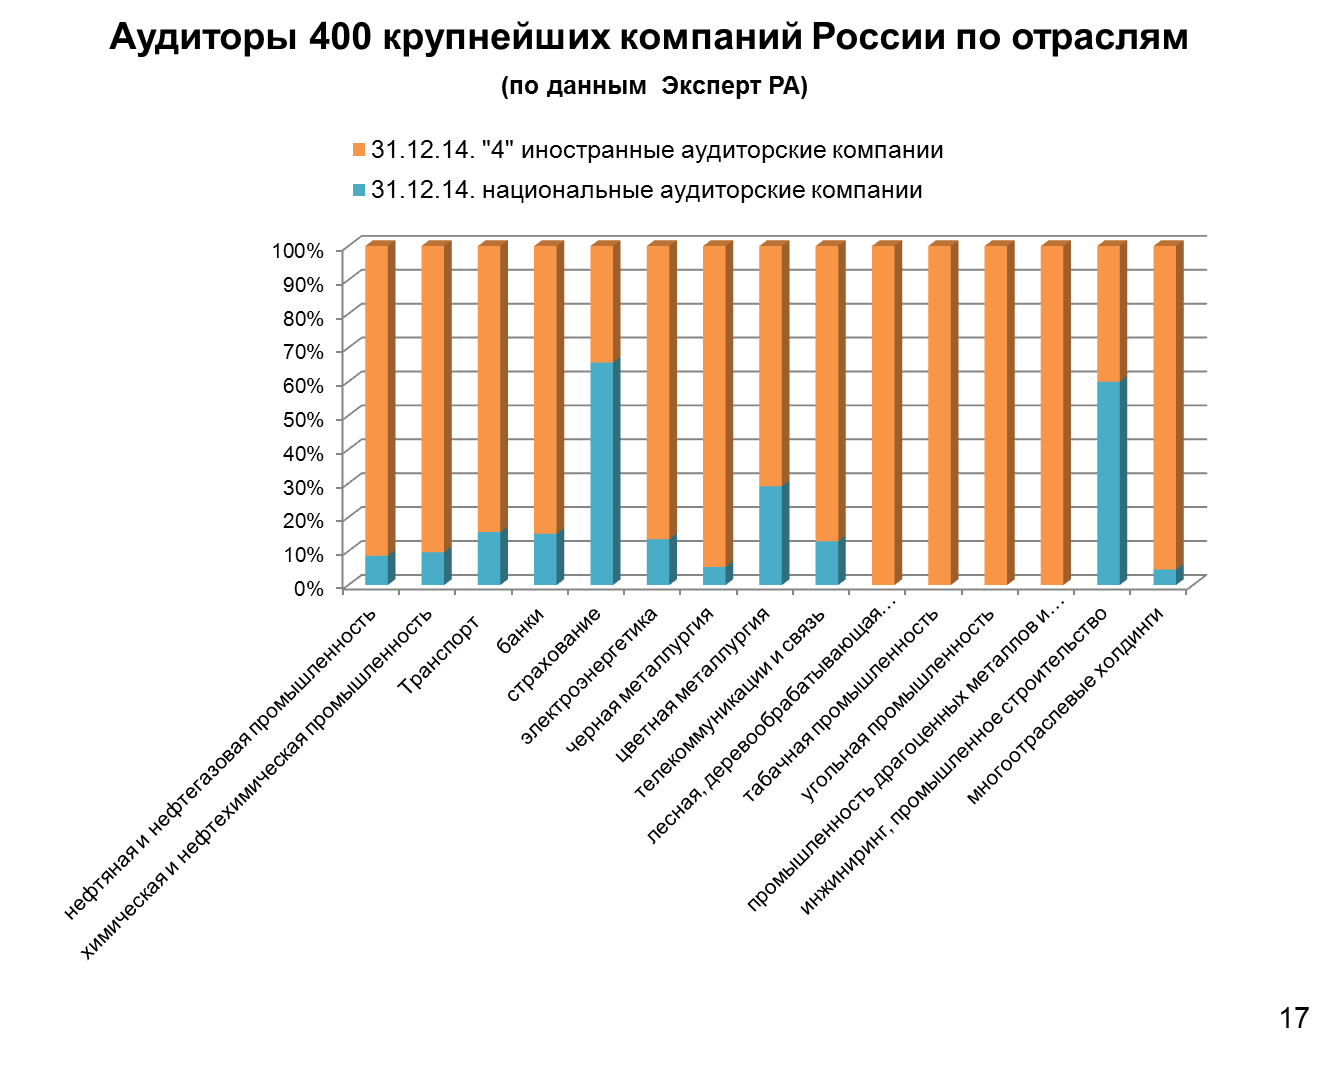 Аудиторы 400 крупнейших компаний России по отраслям
(по данным Эксперт РА)
31.12.14. "4" иностранные аудиторские компании
31.12.14. национальные аудиторские компании
100%
90%
80%
70%
60%
50%
40%
30%
20%
10%
0%
нефтяная и нефтегазовая промышленность
химическая и нефтехимическая промышленность
Транспорт
банки
страхование
электроэнергетика
черная металлургия
цветная металлургия
телекоммуникации и связь
лесная, деревообрабатывающая…
табачная промышленность
угольная промышленность
промышленность драгоценных металлов и…
инжиниринг, промышленное строительство
многоотраслевые холдинги
17